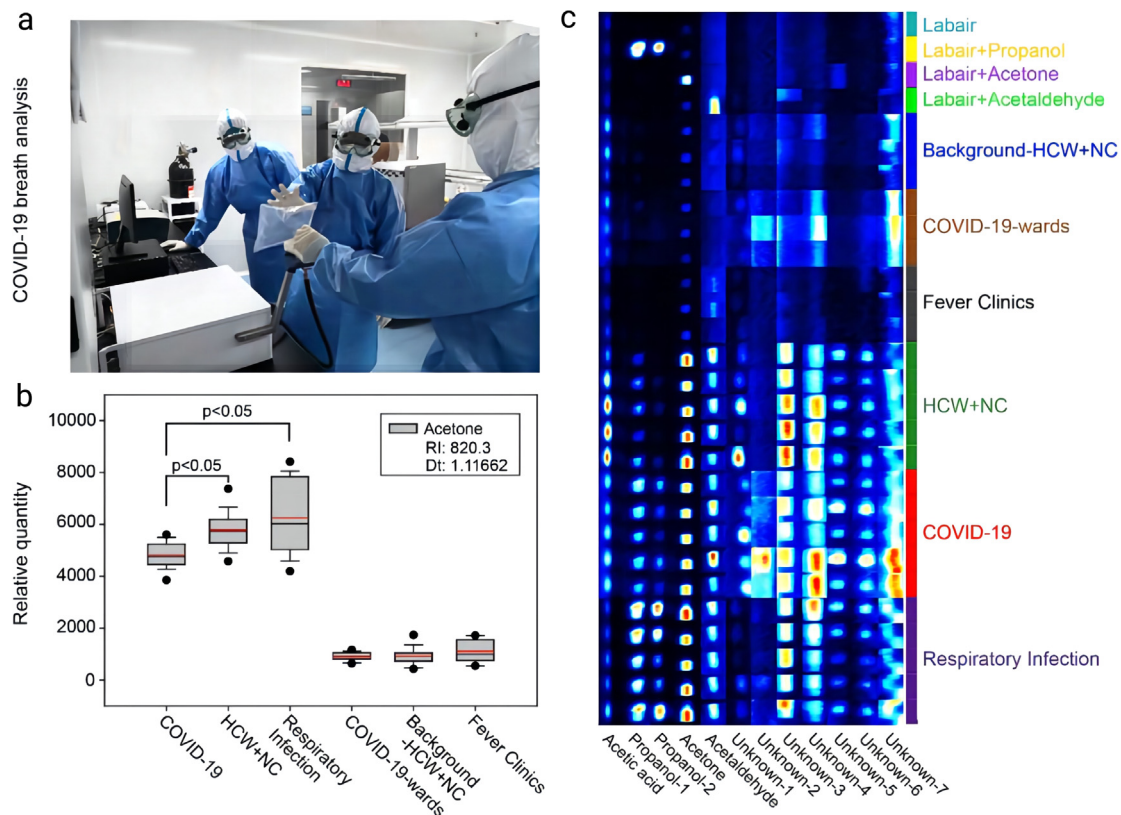 a
COVID-19 breath analysis
b
Relative quantity
10000
8000
6000
4000
2000
0
p<0.05
p<0.05
Acetone
RI: 820.3
Dt: 1.11662
COVID-19
HCW+NC
Respiratory
Infection
COVID-19-wards
Background
-HCW+NC
Fever Clinics
c
Labair
Labair+Propanol
Labair+Acetone
Labair+Acetaldehyde
Background-HCW+NC
COVID-19-wards
Fever Clinics
HCW+NC
COVID-19
Respiratory Infection
Acetic acid
Propanol-1
Propanol-2
Acetone
Acetaldehyde
Unknown-1
Unknown-2
Unknown-3
Unknown-4
Unknown-5
Unknown-6
Unknown-7